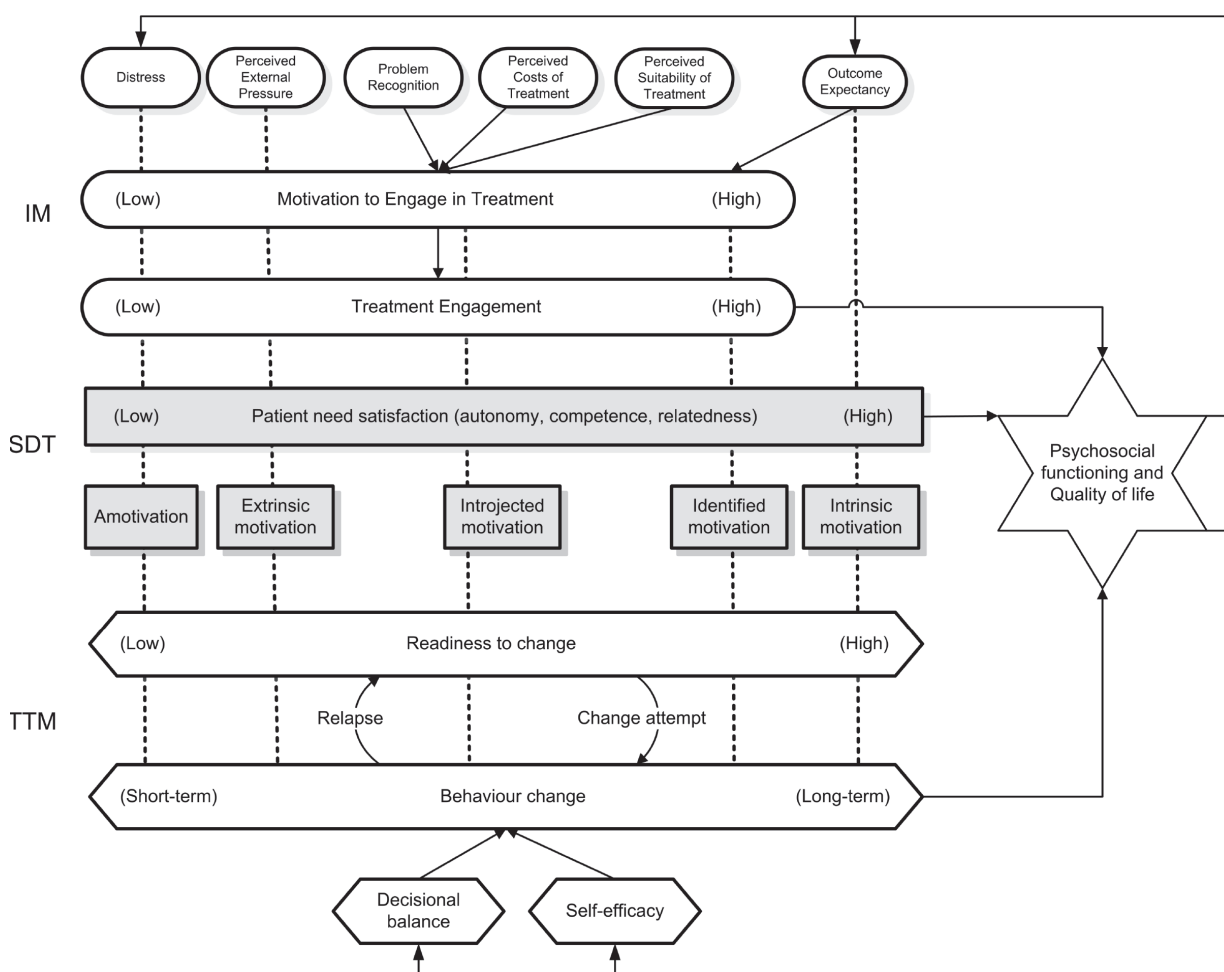 Distress
Perceived
External
Pressure
Problem
Recognition
Perceived
Costs of
Treatment
Perceived
Suitability of
Treatment
Outcome
Expectancy
IM
(Low) Motivation to Engage in Treatment (High)
(Low) Treatment Engagement (High)
SDT
(Low) Patient need satisfaction (autonomy, competence, relatedness) (High)
Psychosocial
functioning and
Quality of life
Amotivation
Extrinsic
motivation
Introjected
motivation
Identified
motivation
Intrinsic
motivation
(Low) Readiness to change (High)
TTM
Relapse
Change attempt
(Short-term) Behaviour change (Long-term)
Decisional
balance
Self-efficacy